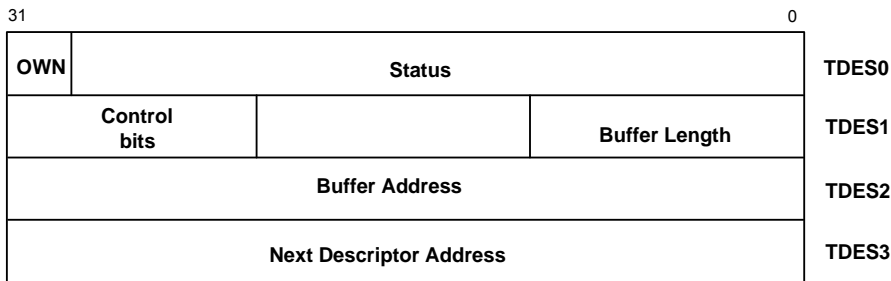 31 0
OWN Status TDES0
Control
bits Buffer Length TDES1
Buffer Address TDES2
Next Descriptor Address TDES3